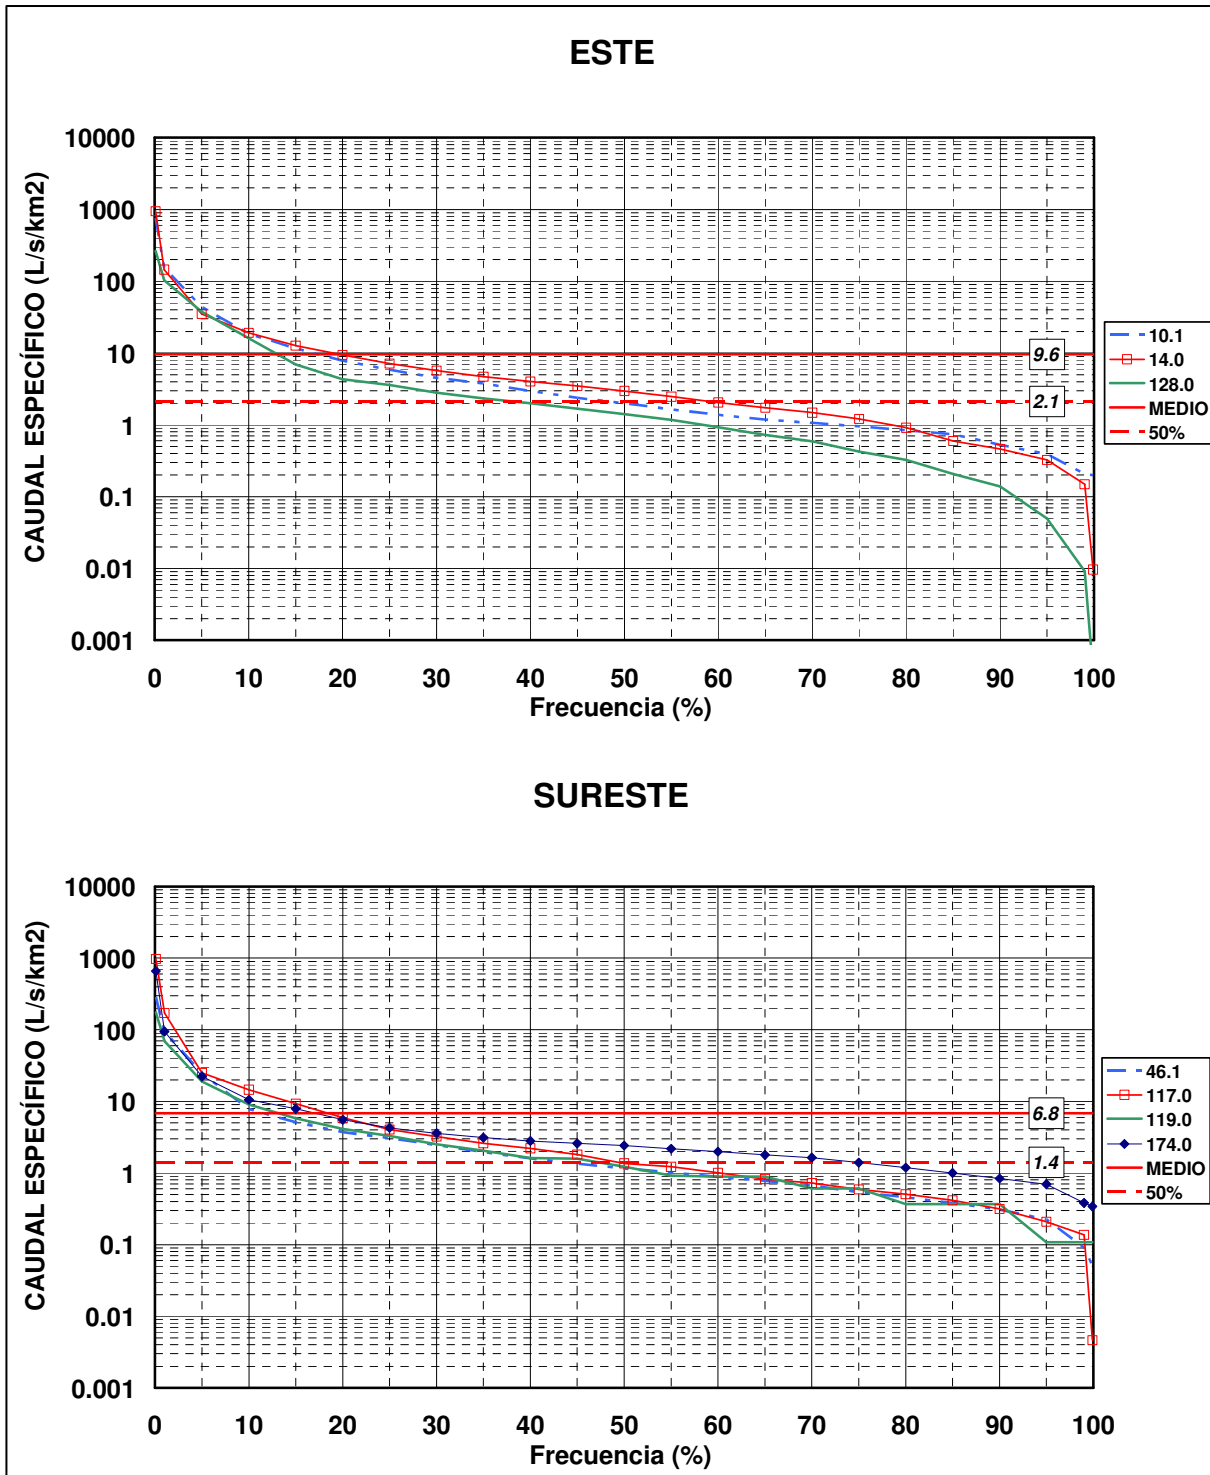 ESTE
CAUDAL ESPECÍFICO (L/s/km2)
10000
1000
100
10
1
0.1
0.01
0.001
9.6
2.1
0 10 20 30 40 50 60 70 80 90 100
Frecuencia (%)
10.1
14.0
128.0
MEDIO
50%
SURESTE
CAUDAL ESPECÍFICO (L/s/km2)
10000
1000
100
10
1
0.1
0.01
0.001
6.8
1.4
0 10 20 30 40 50 60 70 80 90 100
Frecuencia (%)
46.1
117.0
119.0
174.0
MEDIO
50%